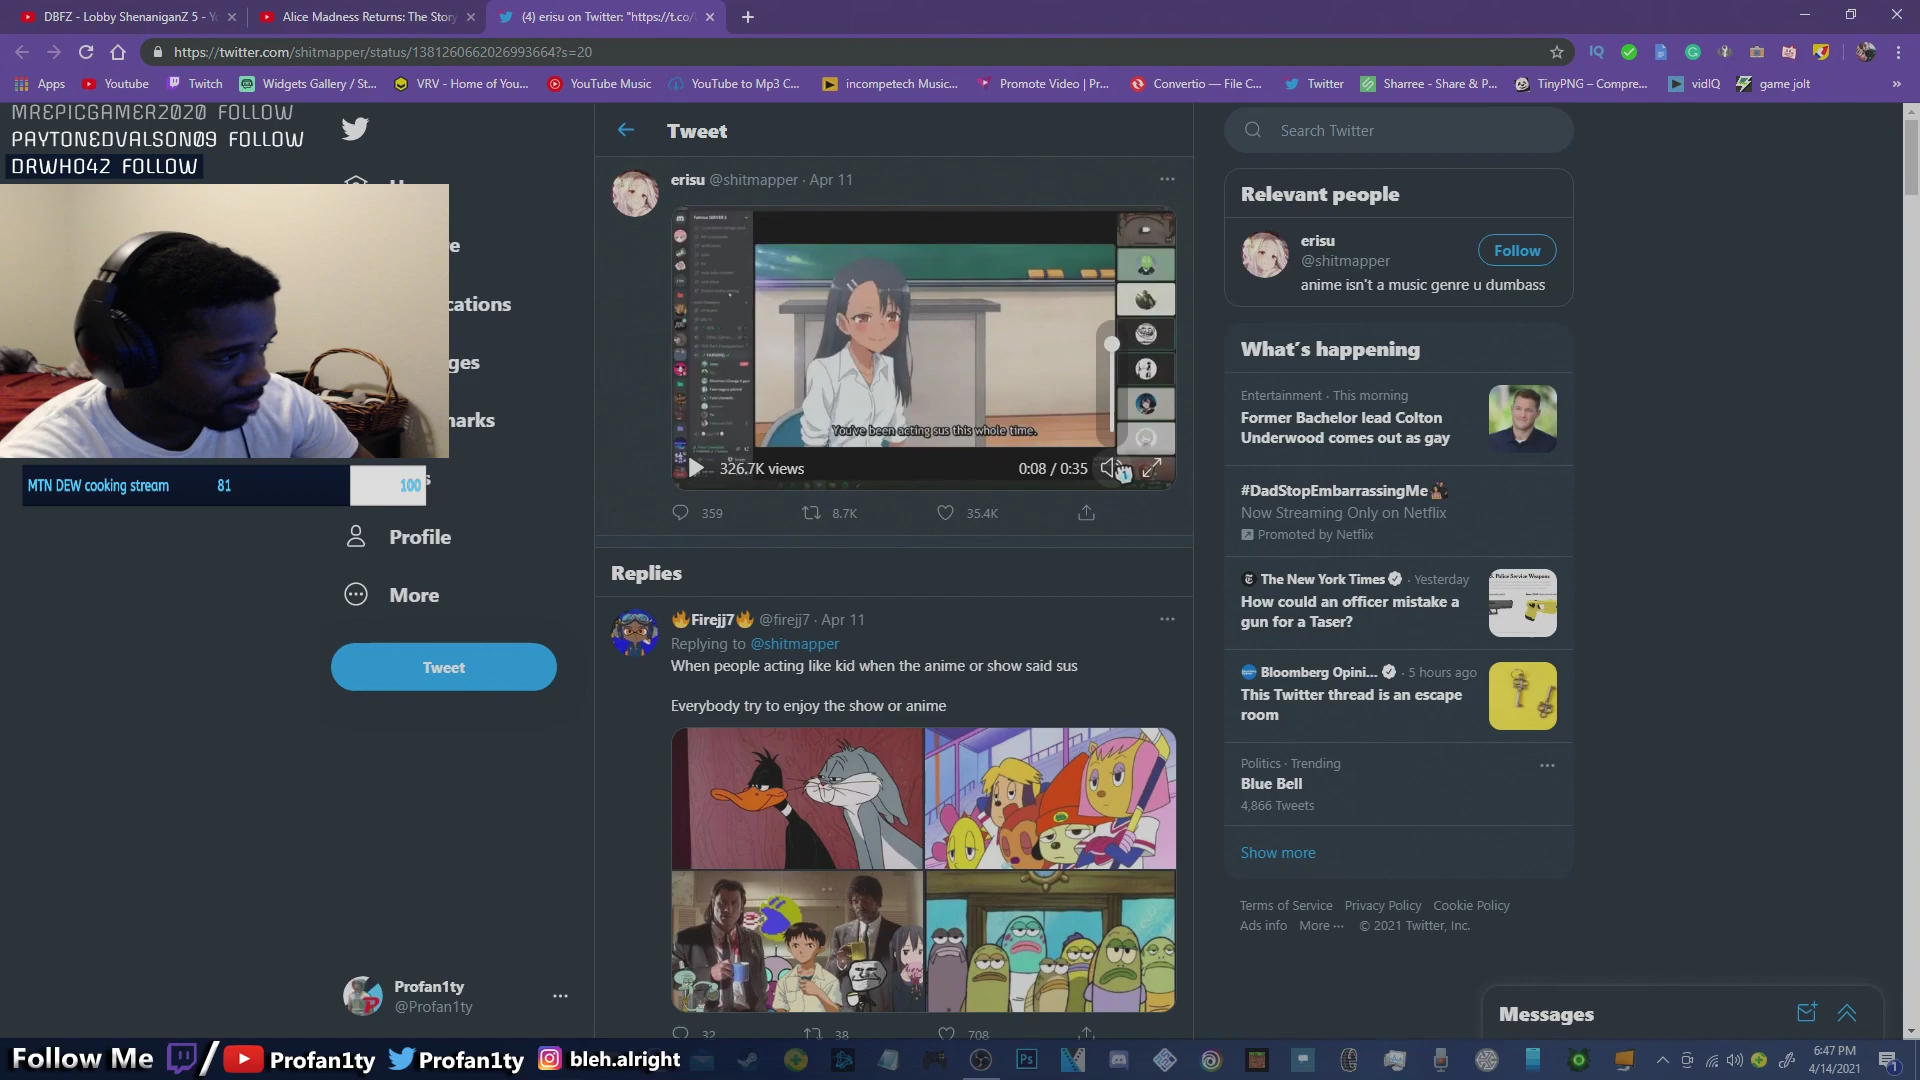 DBFZ - Lobby ShenaniganZ 5 - Y
Alice Madness Returns: The Story
(4) erisu on Twitter: "https://t.co/
https://twitter.com/shitmapper/status/1381260662026993664?s=20
Apps
Youtube
Twitch
Widgets Gallery / St...
VRV - Home of You...
YouTube Music
YouTube to Mp3 C...
incompetech Music...
Promote Video | Pr...
Convertio — File C...
Twitter
Sharree - Share & P...
TinyPNG – Compre...
vidIQ
game jolt
MREPICGAMER2020 FOLLOW
PAYTONEDVALSON09 FOLLOW
DRWHO42 FOLLOW
MTN DEW cooking stream 81 100
Profile
More
Tweet
Profan1ty
@Profan1ty
Tweet
erisu @shitmapper · Apr 11
You've been acting sus this whole time.
326.7K views
0:08 / 0:35
359
8.7K
35.4K
Replies
🔥Firejj7🔥 @firejj7 · Apr 11
Replying to @shitmapper
When people acting like kid when the anime or show said sus
Everybody try to enjoy the show or anime
32
38
708
Search Twitter
Relevant people
erisu
@shitmapper
Follow
anime isn't a music genre u dumbass
What's happening
Entertainment · This morning
Former Bachelor lead Colton
Underwood comes out as gay
#DadStopEmbarrassingMe
Now Streaming Only on Netflix
Promoted by Netflix
The New York Times · Yesterday
How could an officer mistake a
gun for a Taser?
Bloomberg Opini... · 5 hours ago
This Twitter thread is an escape
room
Politics · Trending
Blue Bell
4,866 Tweets
Show more
Terms of Service Privacy Policy Cookie Policy
Ads info More ··· © 2021 Twitter, Inc.
Messages
Follow Me / Profan1ty Profan1ty bleh.alright
6:47 PM
4/14/2021